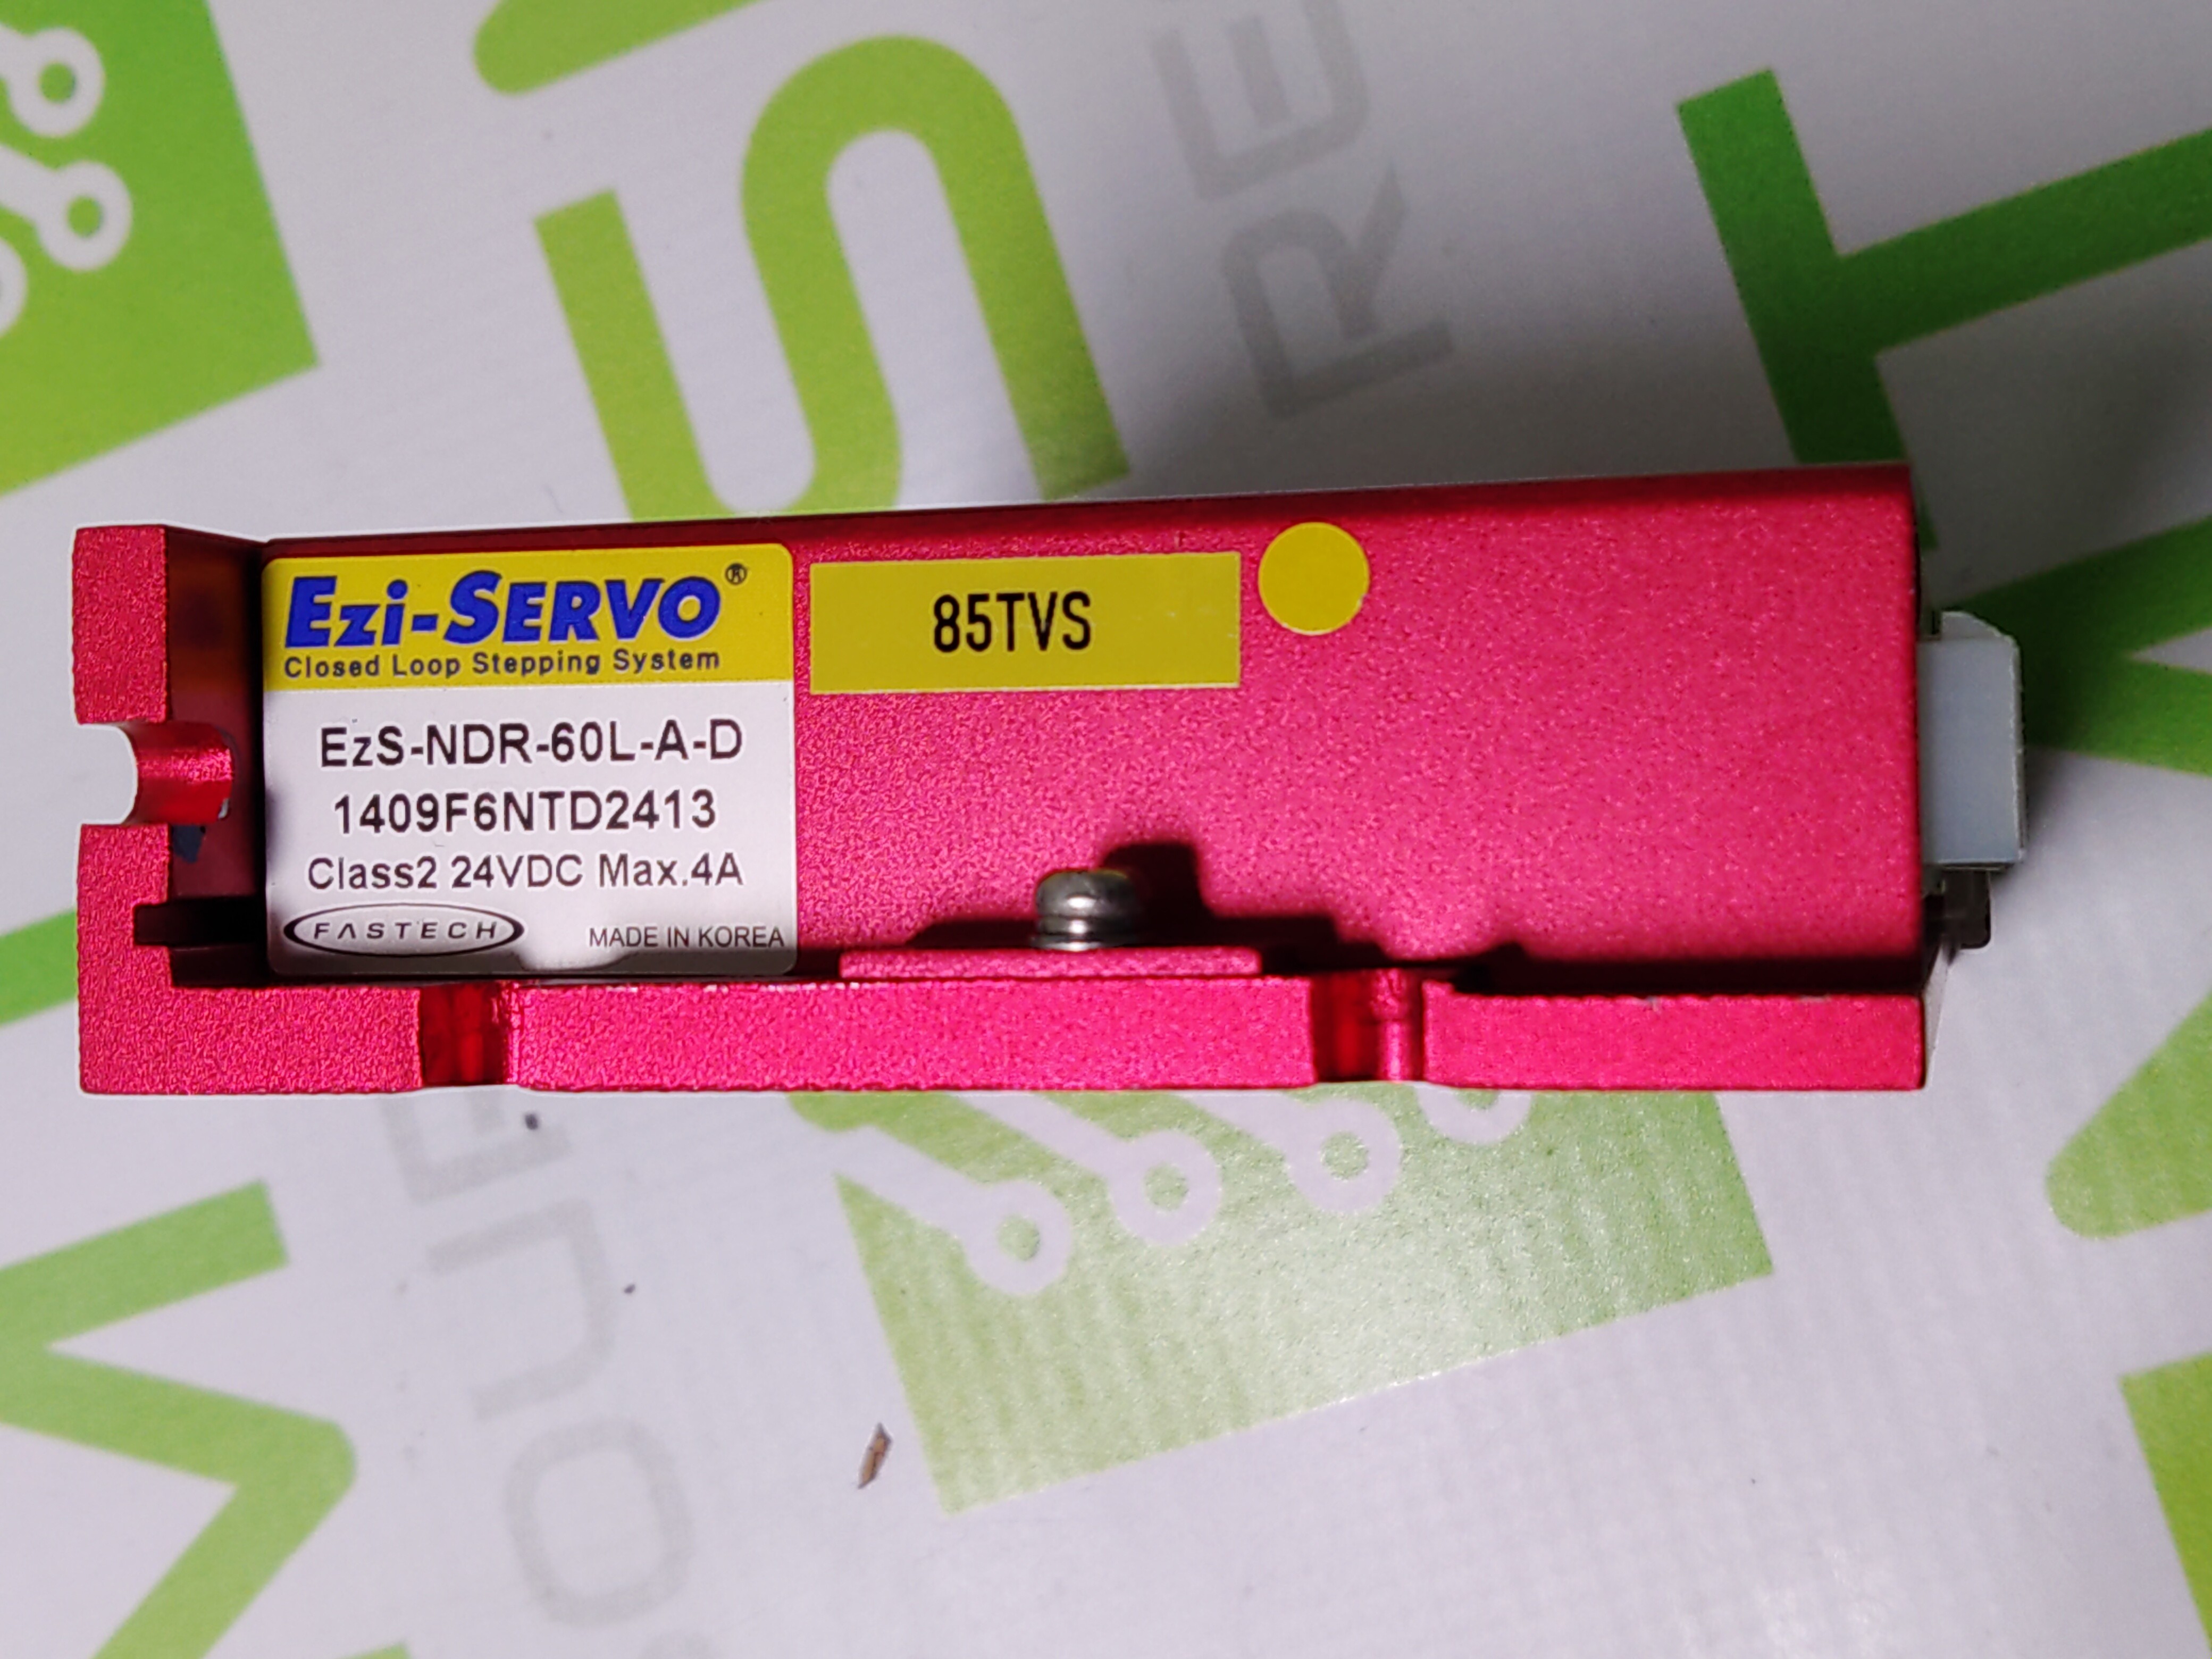 Ezi-SERVO®
Closed Loop Stepping System
EzS-NDR-60L-A-D
1409F6NTD2413
Class2 24VDC Max.4A
FASTECH
MADE IN KOREA
85TVS